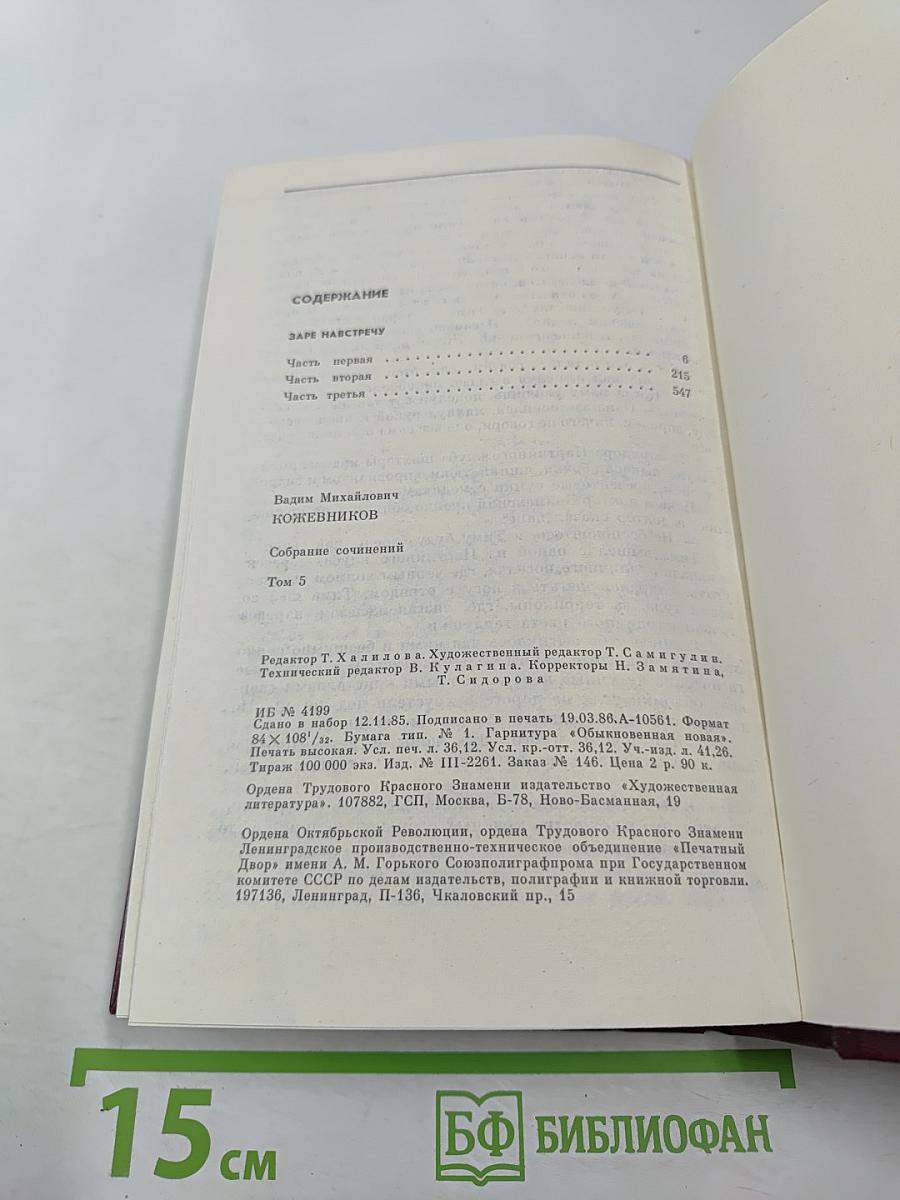 СОДЕРЖАНИЕ
ЗАРЕ НАВСТРЕЧУ
Часть первая . . . . . . . . . . . . . . . . . . . . . . . . . 6
Часть вторая . . . . . . . . . . . . . . . . . . . . . . . . . 215
Часть третья . . . . . . . . . . . . . . . . . . . . . . . . . 547
Вадим Михайлович
КОЖЕВНИКОВ
Собрание сочинений
Том 5
Редактор Т. Халилова. Художественный редактор Т. Самигулин.
Технический редактор В. Кулагина. Корректоры Н. Замятина,
Т. Сидорова
ИБ № 4199
Сдано в набор 12.11.85. Подписано в печать 19.03.86. А-10561. Формат
84×108¹/₃₂. Бумага тип. № 1. Гарнитура «Обыкновенная новая».
Печать высокая. Усл. печ. л. 36,12. Усл. кр.-отт. 36,12. Уч.-изд. л. 41,26.
Тираж 100 000 экз. Изд. № III-2261. Заказ № 146. Цена 2 р. 90 к.
Ордена Трудового Красного Знамени издательство «Художественная
литература». 107882, ГСП, Москва, Б-78, Ново-Басманная, 19
Ордена Октябрьской Революции, ордена Трудового Красного Знамени
Ленинградское производственно-техническое объединение «Печатный
Двор» имени А. М. Горького Союзполиграфпрома при Государственном
комитете СССР по делам издательств, полиграфии и книжной торговли.
197136, Ленинград, П-136, Чкаловский пр., 15
15 см
БФ БИБЛИОФАН